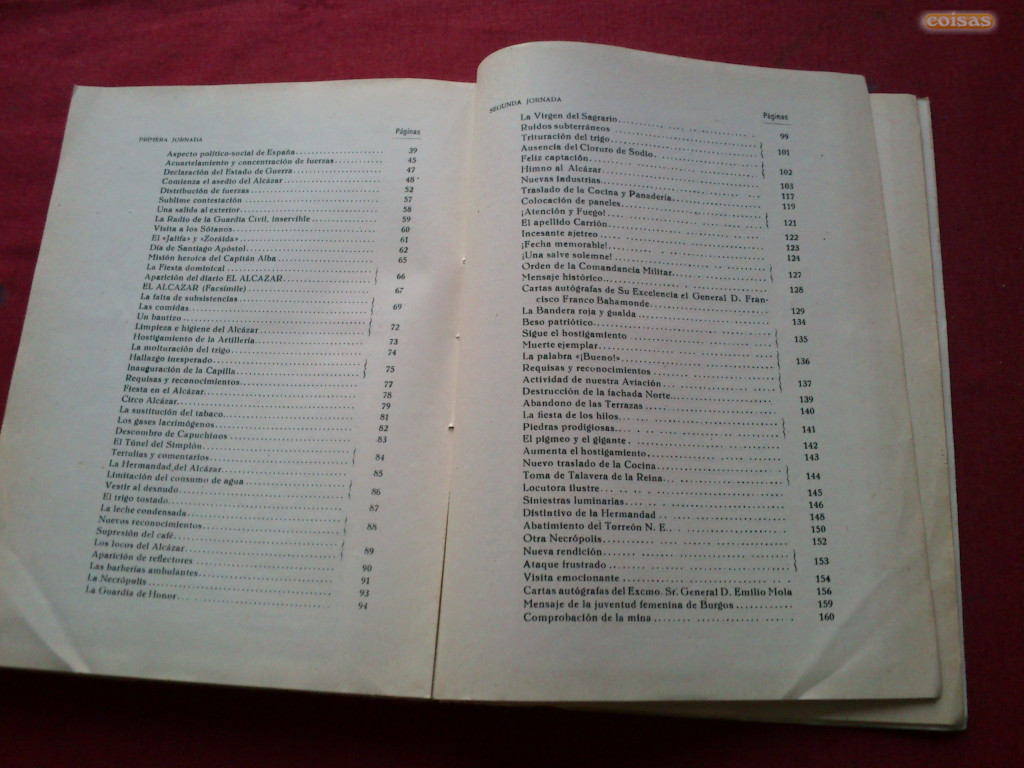 coisas
PRIMERA JORNADA
Páginas
Aspecto político-social de España 39
Acuartelamiento y concentración de fuerzas 45
Declaración del Estado de Guerra 47
Comienza el asedio del Alcázar 48
Distribución de fuerzas 52
Sublime contestación 57
Una salida al exterior 58
La Radio de la Guardia Civil, inservible 59
Visita a los Sótanos 60
El «Jalifa» y «Zoraida» 61
Día de Santiago Apóstol 62
Misión heroica del Capitán Alba 65
La Fiesta dominical
Aparición del diario EL ALCAZAR 66
EL ALCAZAR (Facsímile) 67
La falta de subsistencias
Las comidas 69
Un bautizo
Limpieza e higiene del Alcázar 72
Hostigamiento de la Artillería 73
La molturación del trigo 74
Hallazgo inesperado
Inauguración de la Capilla 75
Requisas y reconocimientos 77
Fiesta en el Alcázar 78
Circo Alcázar 79
La sustitución del tabaco 81
Los gases lacrimógenos 82
Descombro de Capuchinos 83
El Túnel del Simplón
Tertulias y comentarios 84
La Hermandad del Alcázar 85
Limitación del consumo de agua
Vestir al desnudo 86
El trigo tostado 87
La leche condensada
Nuevos reconocimientos 88
Supresión del café
Los locos del Alcázar 89
Aparición de reflectores 90
Las barberías ambulantes 91
La Necrópolis 93
La Guardia de Honor 94
SEGUNDA JORNADA
Páginas
La Virgen del Sagrario
Ruidos subterráneos 99
Trituración del trigo
Ausencia del Cloruro de Sodio 101
Feliz captación
Himno al Alcázar 102
Nuevas industrias 103
Traslado de la Cocina y Panadería 117
Colocación de paneles 119
¡Atención y Fuego!
El apellido Carrión 121
Incesante ajetreo 122
¡Fecha memorable! 123
¡Una salve solemne! 124
Orden de la Comandancia Militar
Mensaje histórico 127
Cartas autógrafas de Su Excelencia el General D. Fran- 128
cisco Franco Bahamonde
La Bandera roja y gualda 129
Beso patriótico 134
Sigue el hostigamiento
Muerte ejemplar 135
La palabra «¡Bueno!»
Requisas y reconocimientos 136
Actividad de nuestra Aviación
Destrucción de la fachada Norte 137
Abandono de las Terrazas 139
La fiesta de los hilos 140
Piedras prodigiosas
El pigmeo y el gigante 141
Aumenta el hostigamiento 142
Nuevo traslado de la Cocina 143
Toma de Talavera de la Reina 144
Locutora ilustre
Siniestras luminarias 145
Distintivo de la Hermandad 146
Abatimiento del Torreón N. E. 148
Otra Necrópolis 150
Nueva rendición 152
Ataque frustrado 153
Visita emocionante 154
Cartas autógrafas del Excmo. Sr. General D. Emilio Mola 156
Mensaje de la juventud femenina de Burgos 159
Comprobación de la mina 160